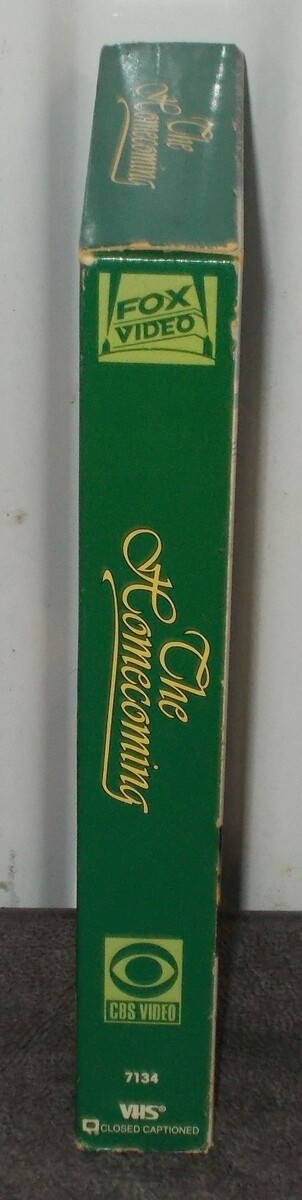 The
Homecoming
FOX
VIDEO
The
Homecoming
CBS VIDEO
7134
VHS®
CLOSED CAPTIONED